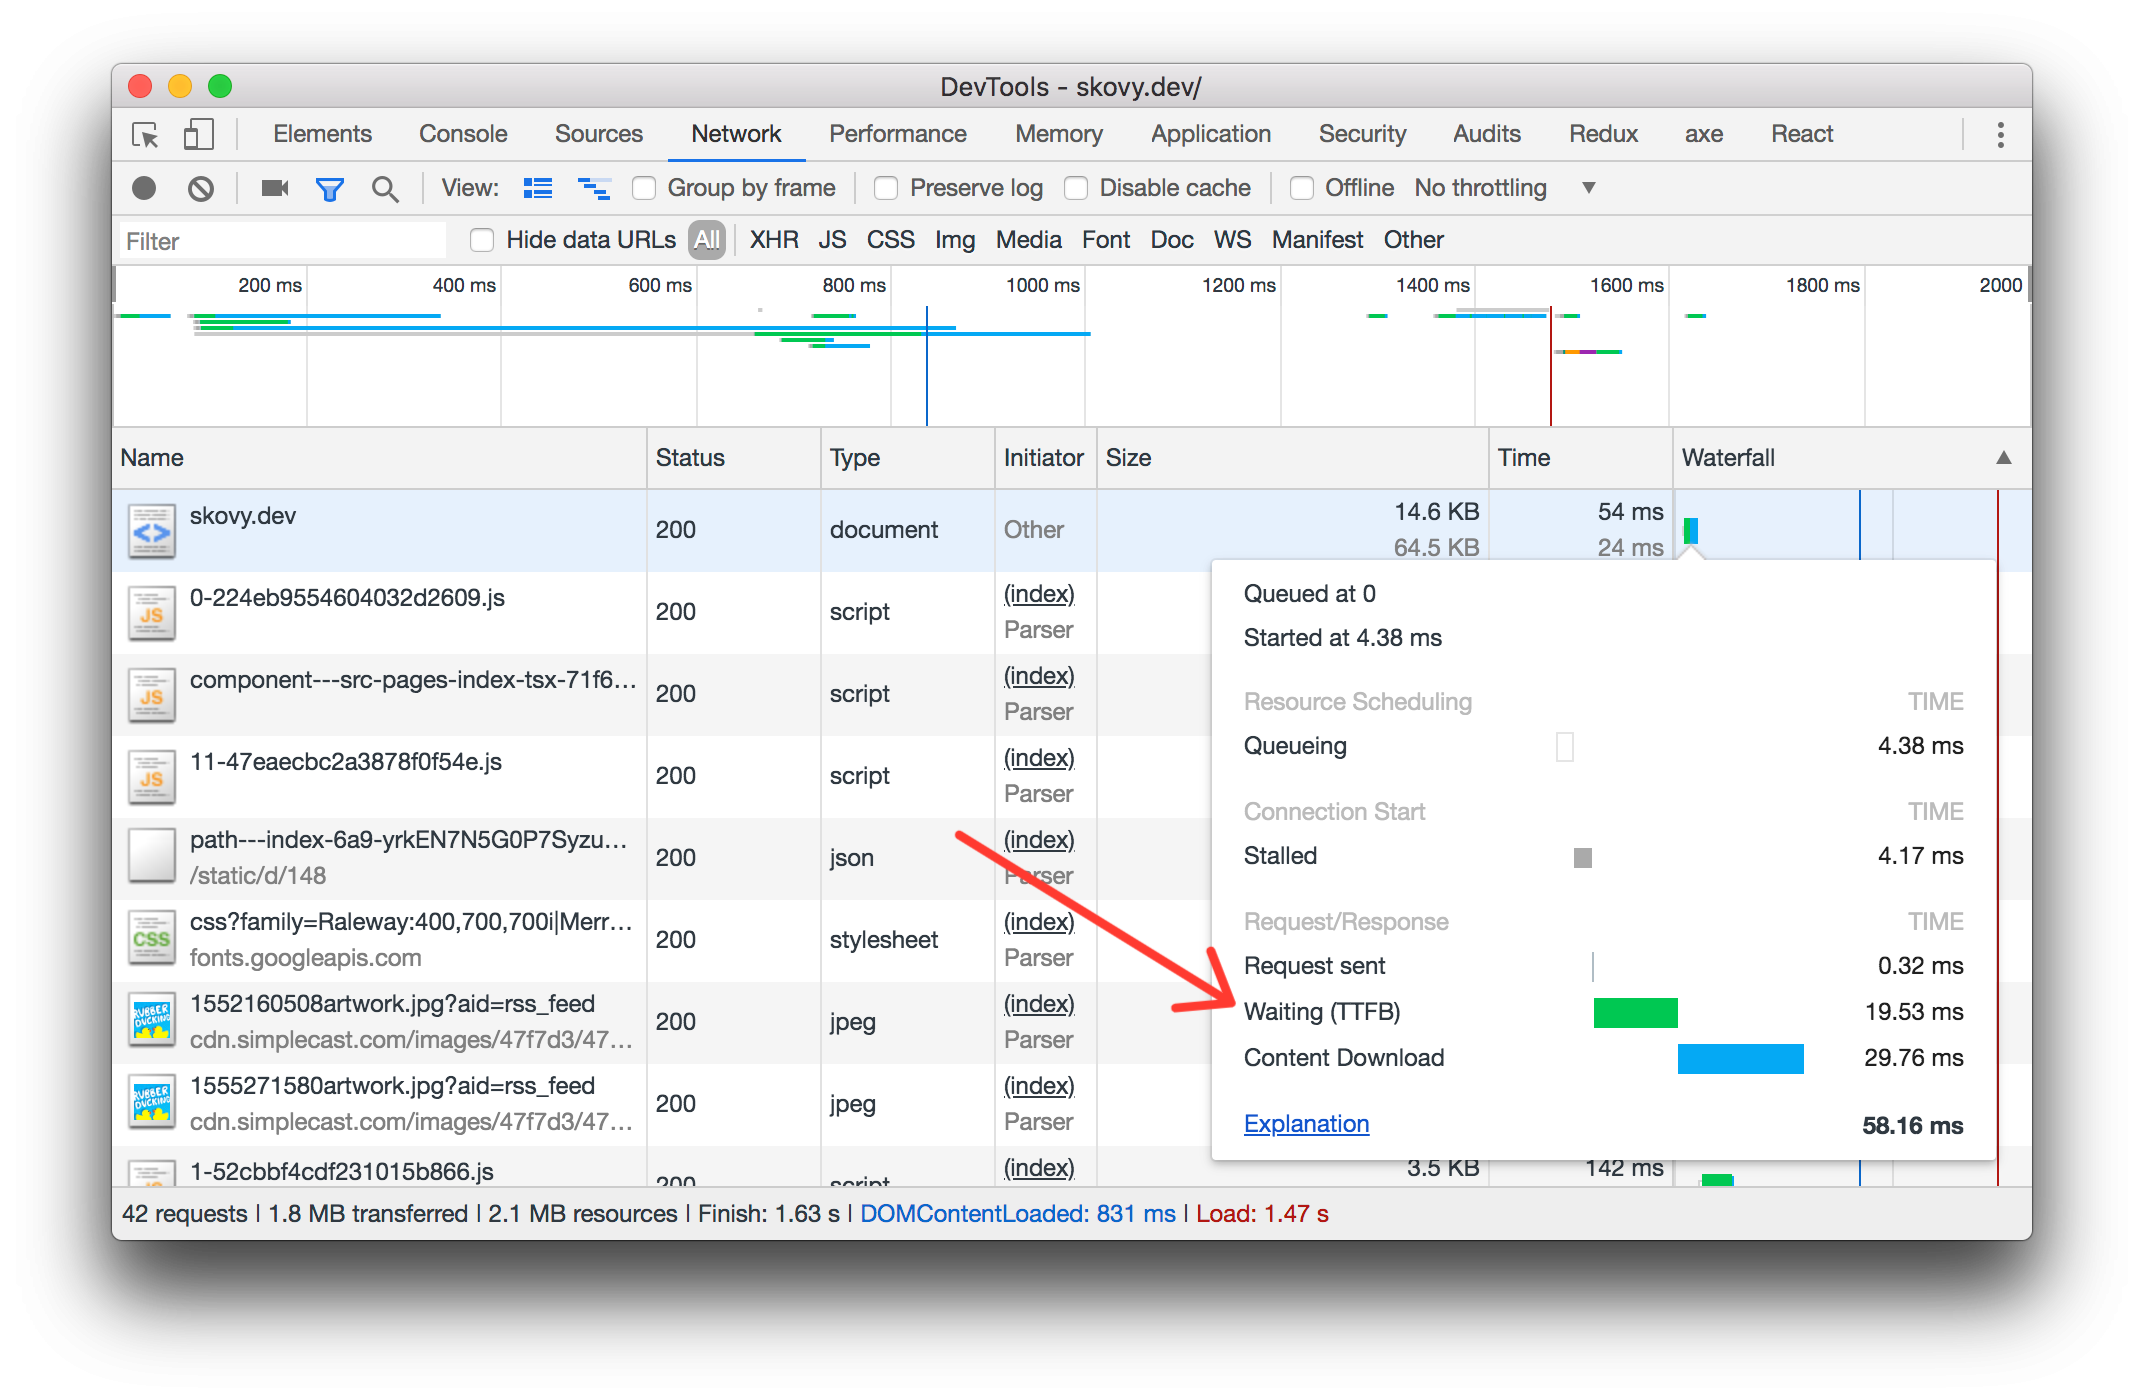 DevTools - skovy.dev/
Elements Console Sources Network Performance Memory Application Security Audits Redux axe React
View: Group by frame Preserve log Disable cache Offline No throttling
Filter Hide data URLs All XHR JS CSS Img Media Font Doc WS Manifest Other
200 ms 400 ms 600 ms 800 ms 1000 ms 1200 ms 1400 ms 1600 ms 1800 ms 2000
Name Status Type Initiator Size Time Waterfall
skovy.dev 200 document Other 14.6 KB 54 ms
64.5 KB 24 ms
0-224eb9554604032d2609.js 200 script (index)
Parser
component---src-pages-index-tsx-71f6... 200 script (index)
Parser
11-47eaecbc2a3878f0f54e.js 200 script (index)
Parser
path---index-6a9-yrkEN7N5G0P7Syzu... 200 json (index)
/static/d/148 Parser
css?family=Raleway:400,700,700i|Merr... 200 stylesheet (index)
fonts.googleapis.com Parser
1552160508artwork.jpg?aid=rss_feed 200 jpeg (index)
cdn.simplecast.com/images/47f7d3/47... Parser
1555271580artwork.jpg?aid=rss_feed 200 jpeg (index)
cdn.simplecast.com/images/47f7d3/47... Parser
1-52cbbf4cdf231015b866.js 200 script (index) 3.5 KB 142 ms
Queued at 0
Started at 4.38 ms
Resource Scheduling TIME
Queueing 4.38 ms
Connection Start TIME
Stalled 4.17 ms
Request/Response TIME
Request sent 0.32 ms
Waiting (TTFB) 19.53 ms
Content Download 29.76 ms
Explanation 58.16 ms
42 requests | 1.8 MB transferred | 2.1 MB resources | Finish: 1.63 s | DOMContentLoaded: 831 ms | Load: 1.47 s